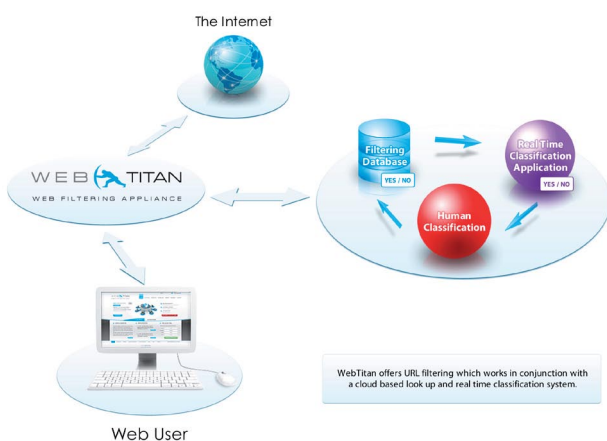 The Internet
WEB TITAN
WEB FILTERING APPLIANCE
Filtering
Database
YES / NO
Real Time
Classification
Application
YES / NO
Human
Classification
Web User
WebTitan offers URL filtering which works in conjunction with
a cloud based look up and real time classification system.